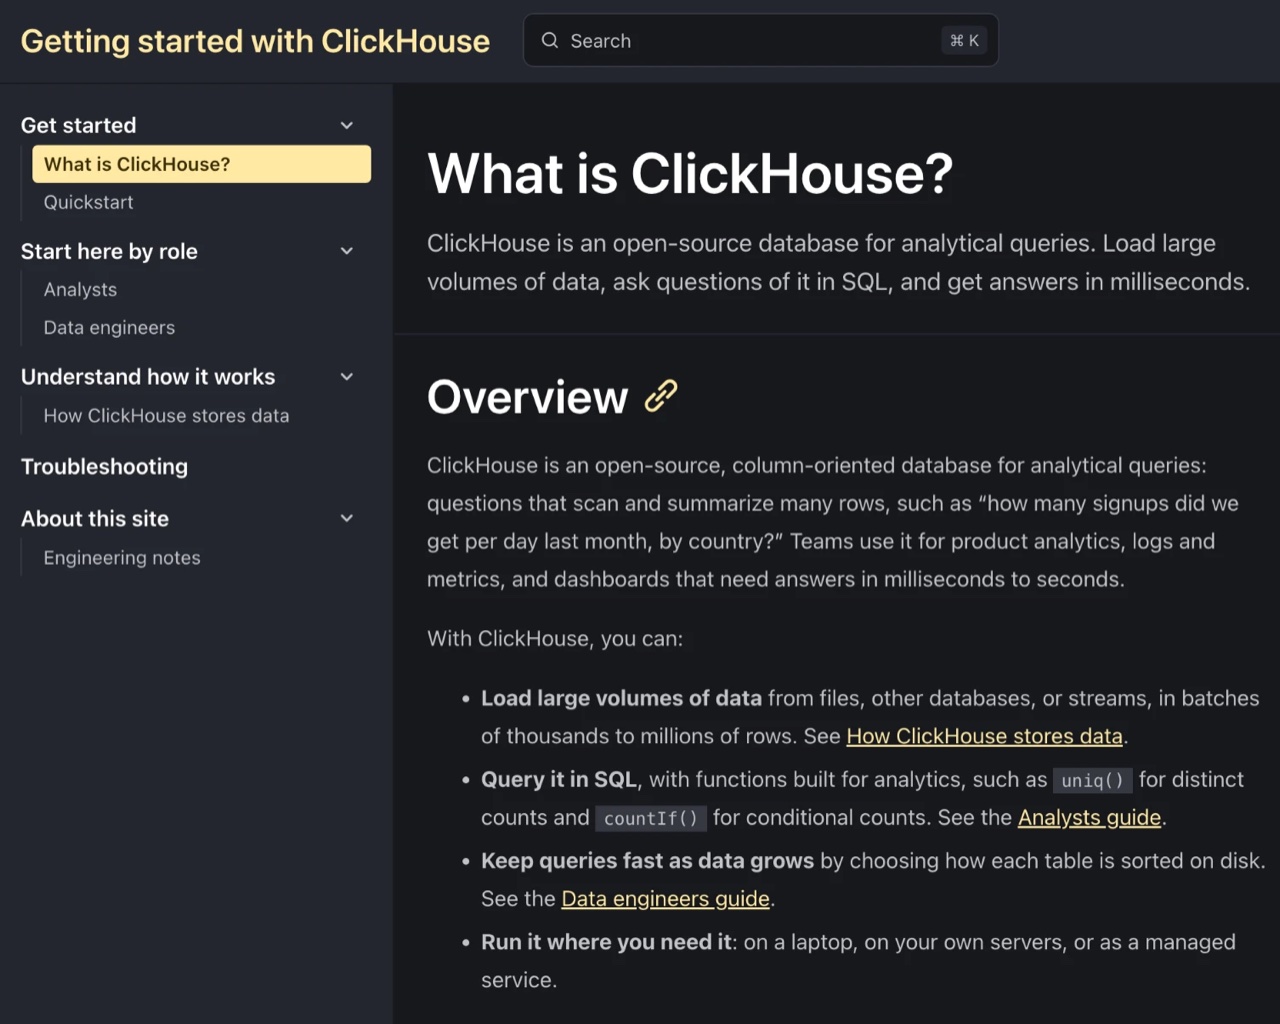 Getting started with ClickHouse
Search
⌘ K
Get started
What is ClickHouse?
Quickstart
Start here by role
Analysts
Data engineers
Understand how it works
How ClickHouse stores data
Troubleshooting
About this site
Engineering notes
What is ClickHouse?
ClickHouse is an open-source database for analytical queries. Load large
volumes of data, ask questions of it in SQL, and get answers in milliseconds.
Overview
ClickHouse is an open-source, column-oriented database for analytical queries:
questions that scan and summarize many rows, such as “how many signups did we
get per day last month, by country?” Teams use it for product analytics, logs and
metrics, and dashboards that need answers in milliseconds to seconds.
With ClickHouse, you can:
• Load large volumes of data from files, other databases, or streams, in batches
of thousands to millions of rows. See How ClickHouse stores data.
• Query it in SQL, with functions built for analytics, such as uniq() for distinct
counts and countIf() for conditional counts. See the Analysts guide.
• Keep queries fast as data grows by choosing how each table is sorted on disk.
See the Data engineers guide.
• Run it where you need it: on a laptop, on your own servers, or as a managed
service.